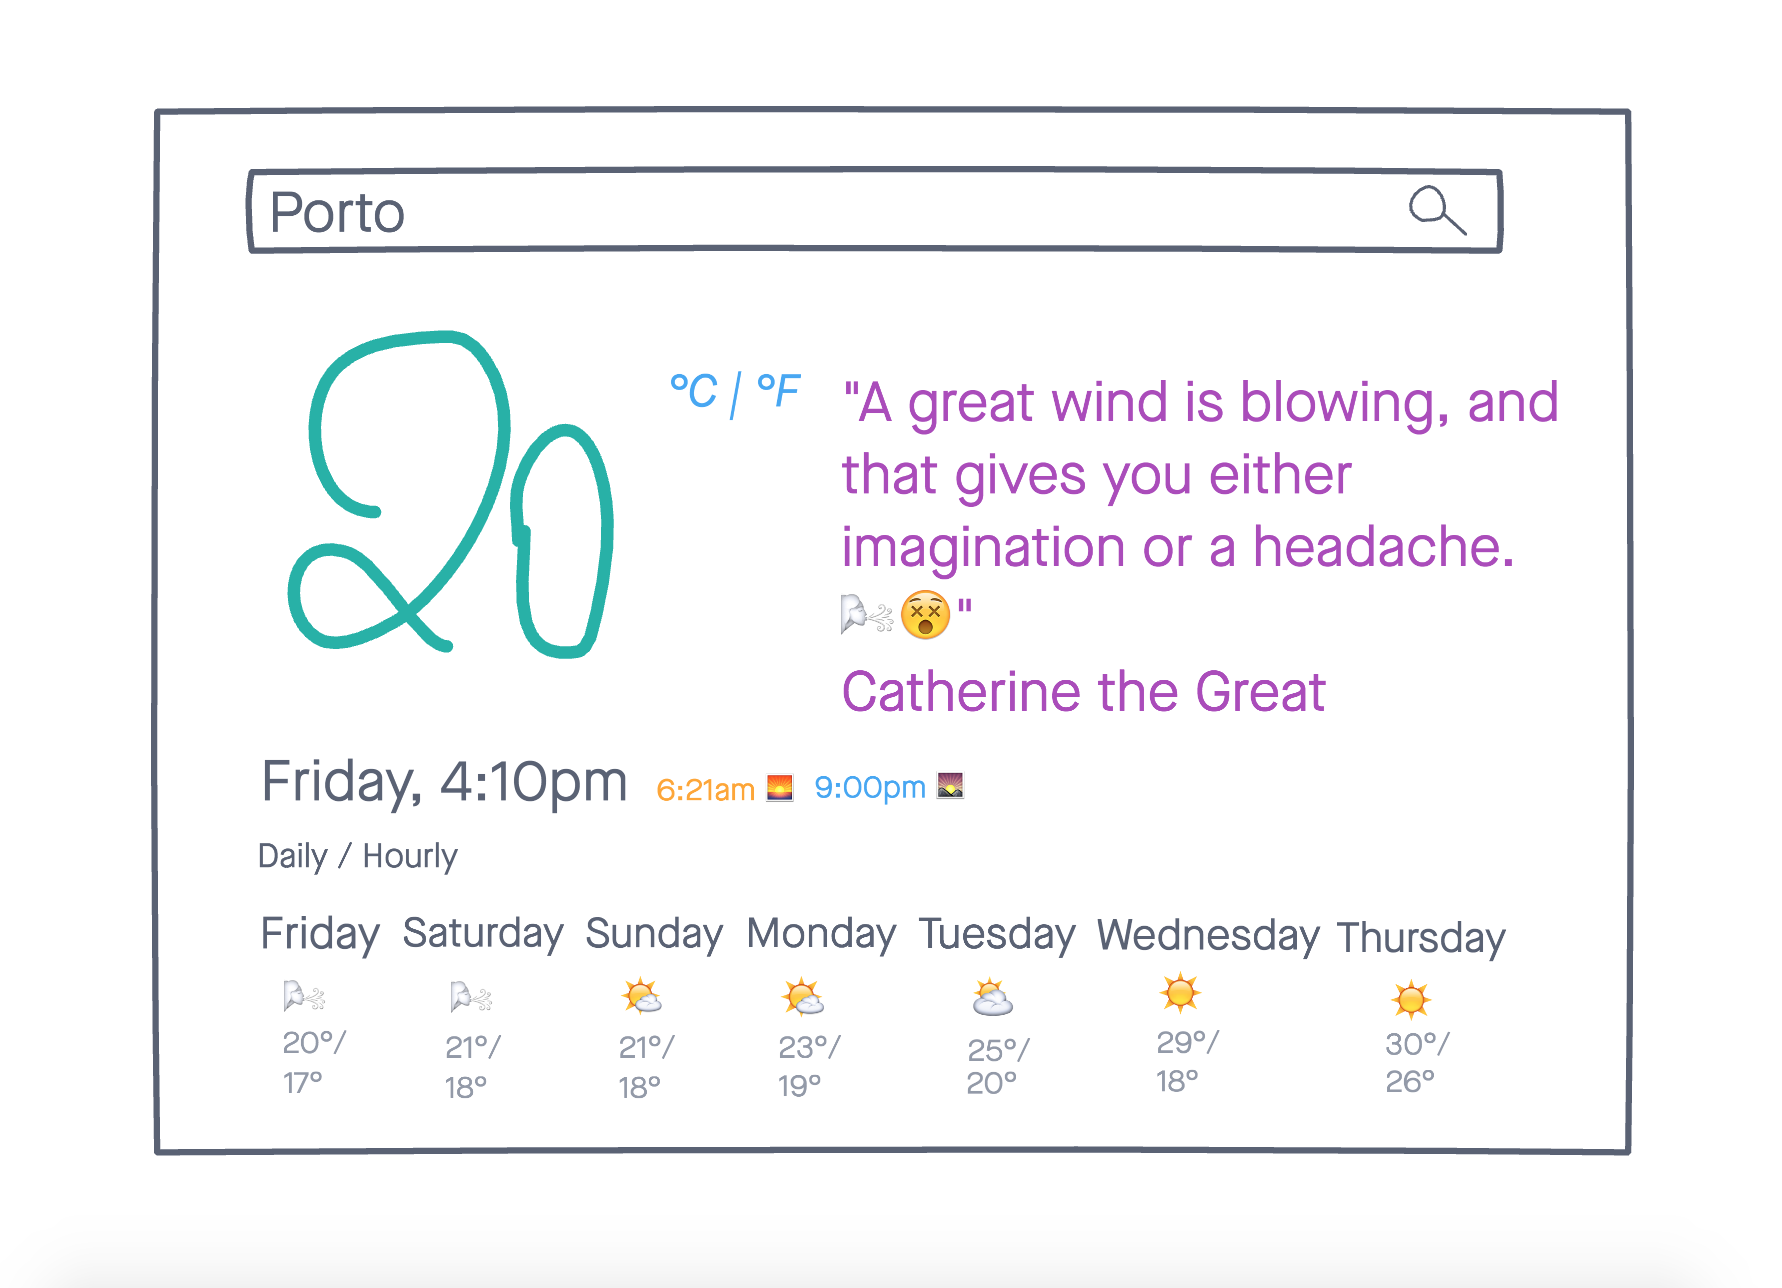 Porto
20
°C | °F
"A great wind is blowing, and
that gives you either
imagination or a headache.
🌬️😵"
Catherine the Great
Friday, 4:10pm 6:21am 🌅 9:00pm 🌄
Daily / Hourly
Friday Saturday Sunday Monday Tuesday Wednesday Thursday
20°/ 21°/ 21°/ 23°/ 25°/ 29°/ 30°/
17° 18° 18° 19° 20° 18° 26°